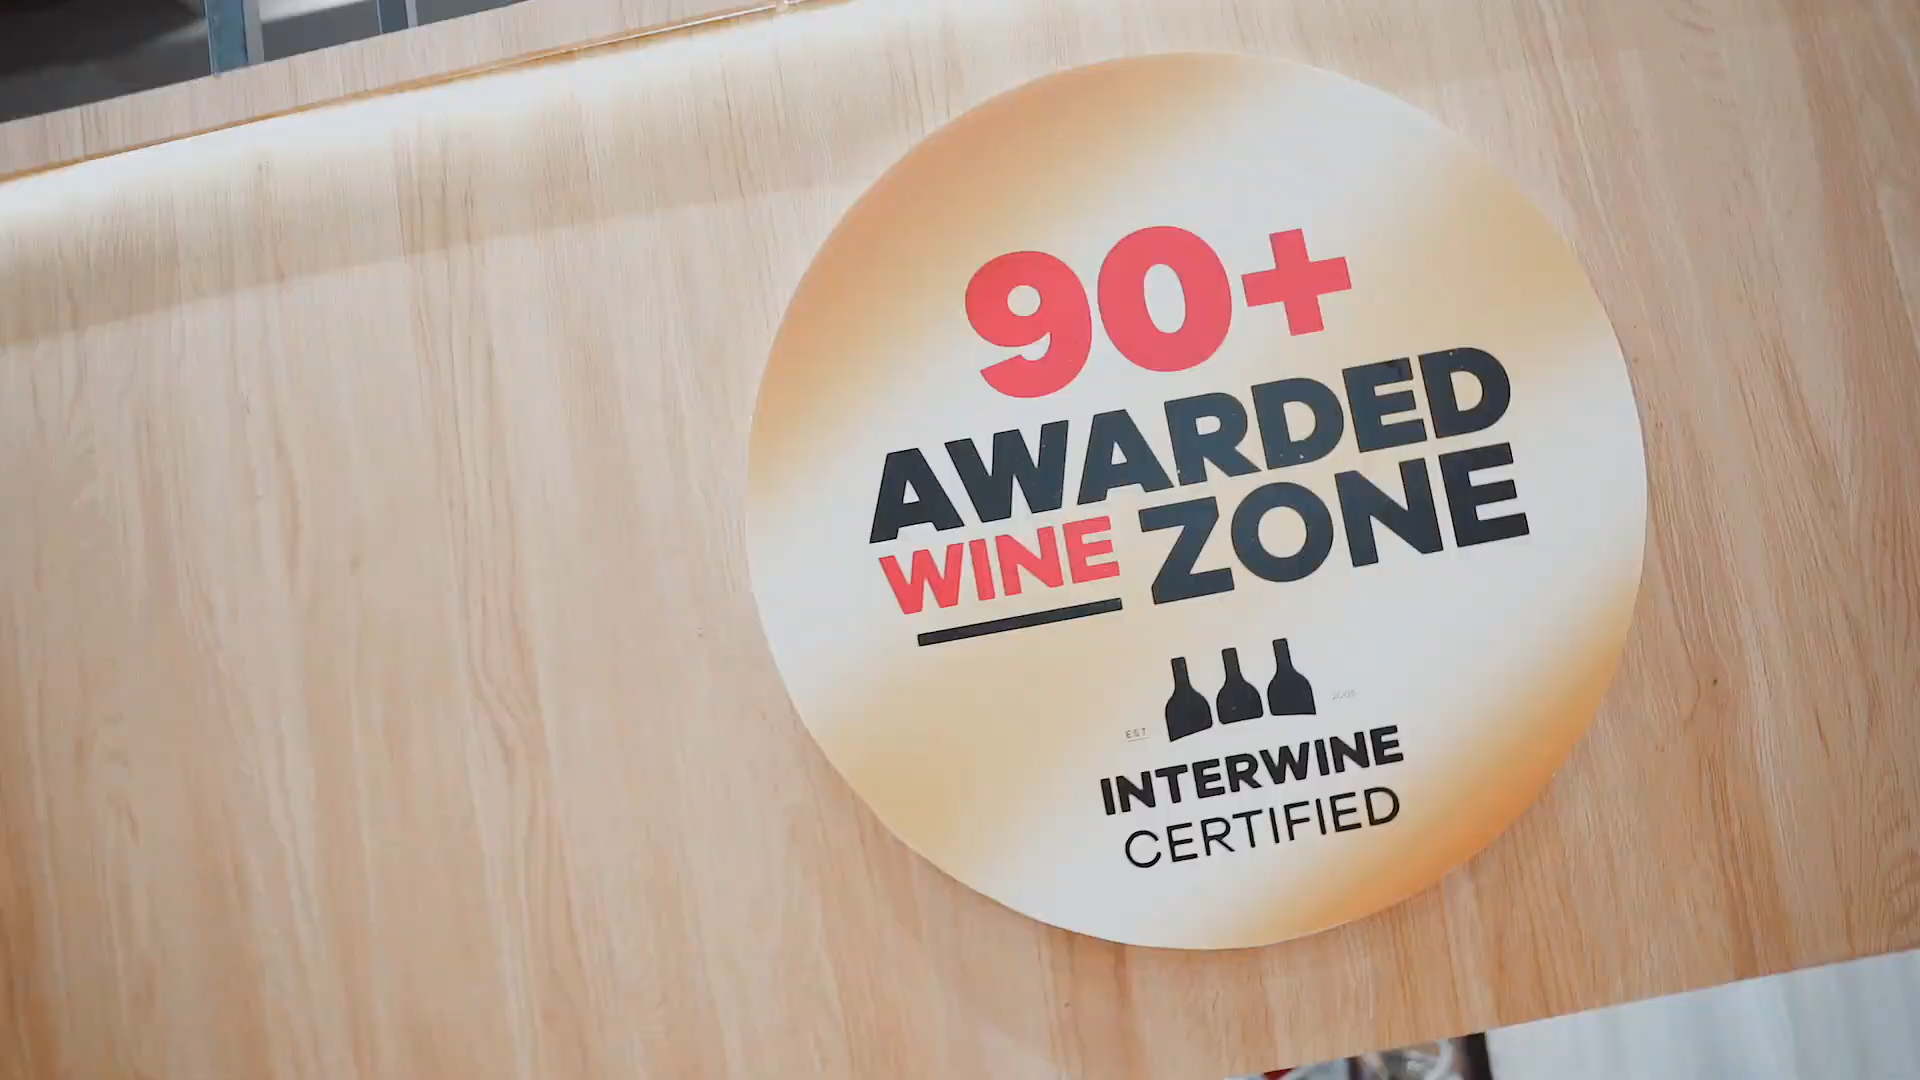 90+
AWARDED
WINE ZONE
EST
INTERWINE
CERTIFIED